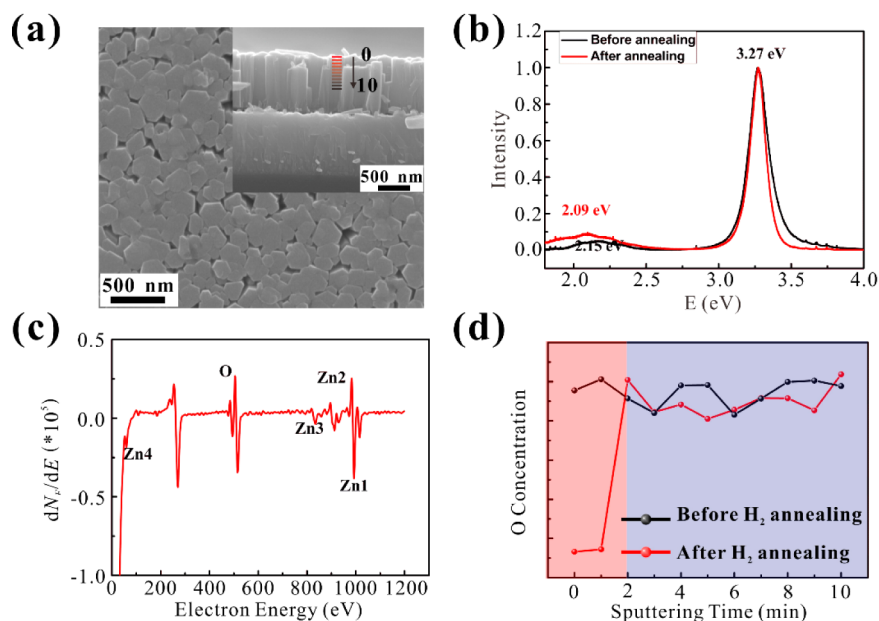 (a)
0
10
500 nm
500 nm
(b)
Before annealing
After annealing
3.27 eV
2.09 eV
2.15 eV
1.2
1.0
0.8
0.6
0.4
0.2
0.0
Intensity
2.0 2.5 3.0 3.5 4.0
E (eV)
(c)
0.5
0.0
-0.5
-1.0
dNE/dE (*10^5)
O
Zn2
Zn3
Zn4
Zn1
0 200 400 600 800 1000 1200
Electron Energy (eV)
(d)
O Concentration
Before H2 annealing
After H2 annealing
0 2 4 6 8 10
Sputtering Time (min)